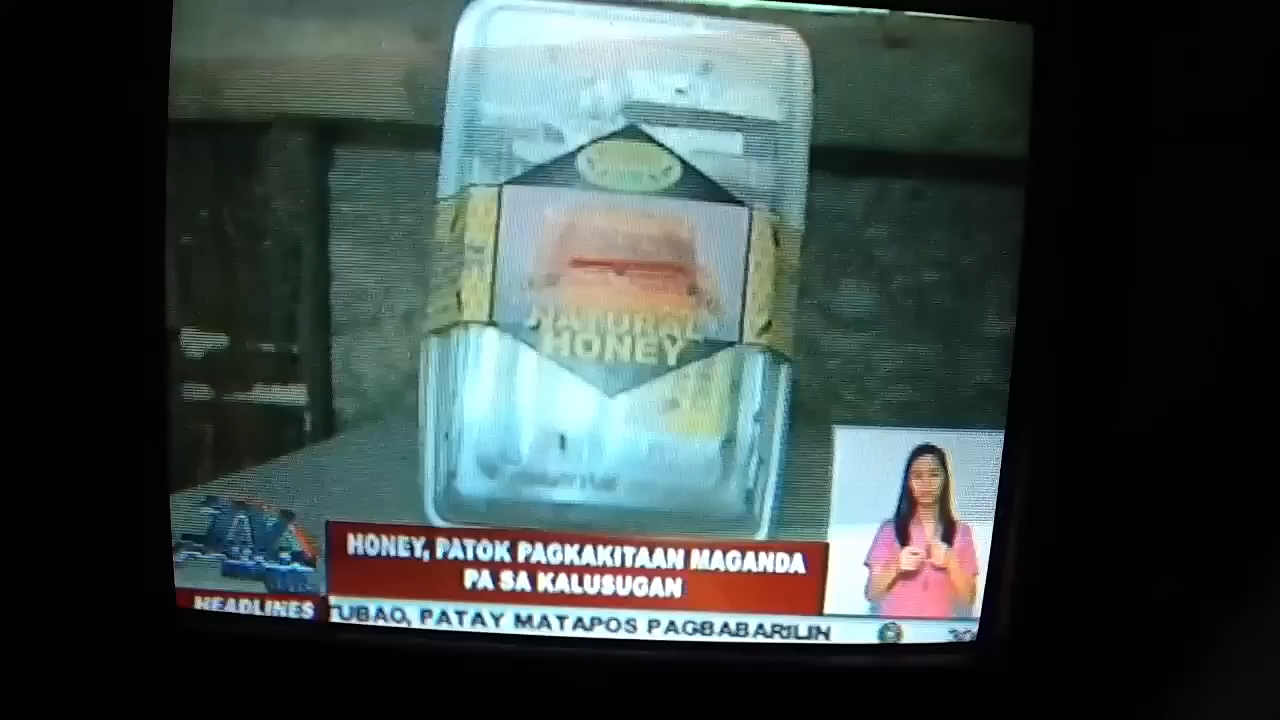 NATURAL
HONEY
HONEY, PATOK PAGKAKITAAN MAGANDA
PA SA KALUSUGAN
HEADLINES
TUBAO, PATAY MATAPOS PAGBABARILIN